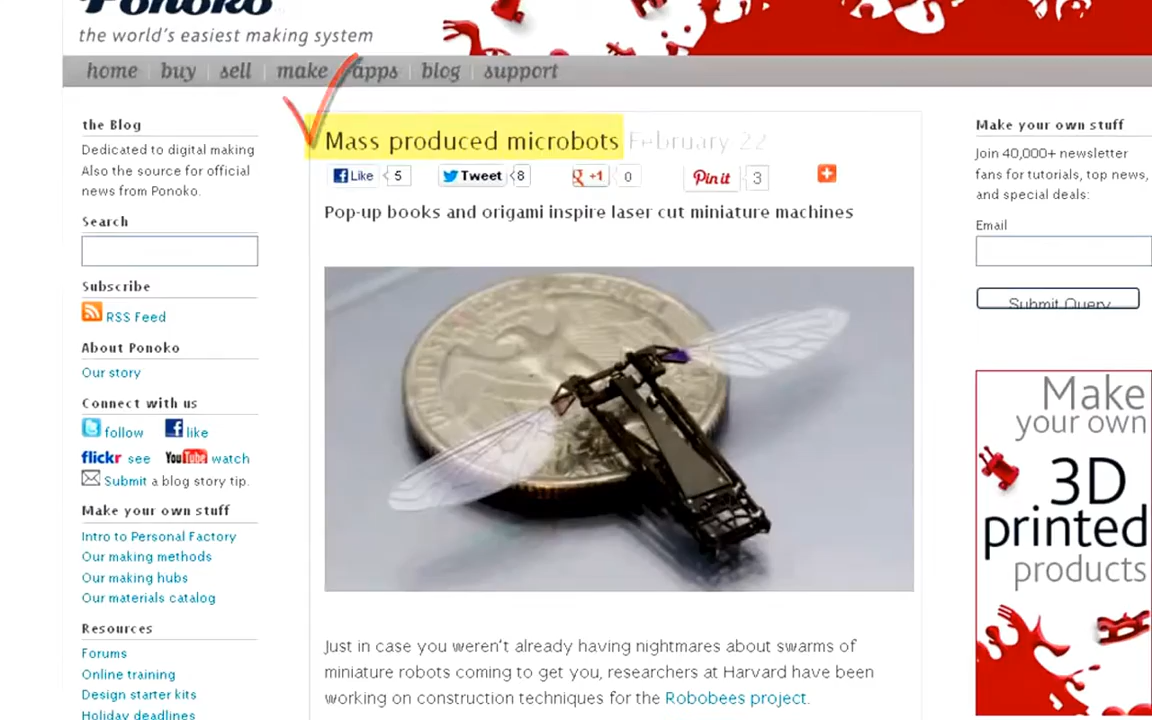 Ponoko
the world's easiest making system
home buy sell make apps blog support
the Blog
Dedicated to digital making
Also the source for official
news from Ponoko.
Search
Subscribe
RSS Feed
About Ponoko
Our story
Connect with us
follow like
flickr see YouTube watch
Submit a blog story tip.
Make your own stuff
Intro to Personal Factory
Our making methods
Our making hubs
Our materials catalog
Resources
Forums
Online training
Design starter kits
Holiday deadlines
Mass produced microbots February 22
Like 5 Tweet 8 +1 0 Pin it 3
Pop-up books and origami inspire laser cut miniature machines
Just in case you weren't already having nightmares about swarms of
miniature robots coming to get you, researchers at Harvard have been
working on construction techniques for the Robobees project.
Make your own stuff
Join 40,000+ newsletter
fans for tutorials, top news,
and special deals:
Email
Submit Query
Make
your own
3D
printed
products